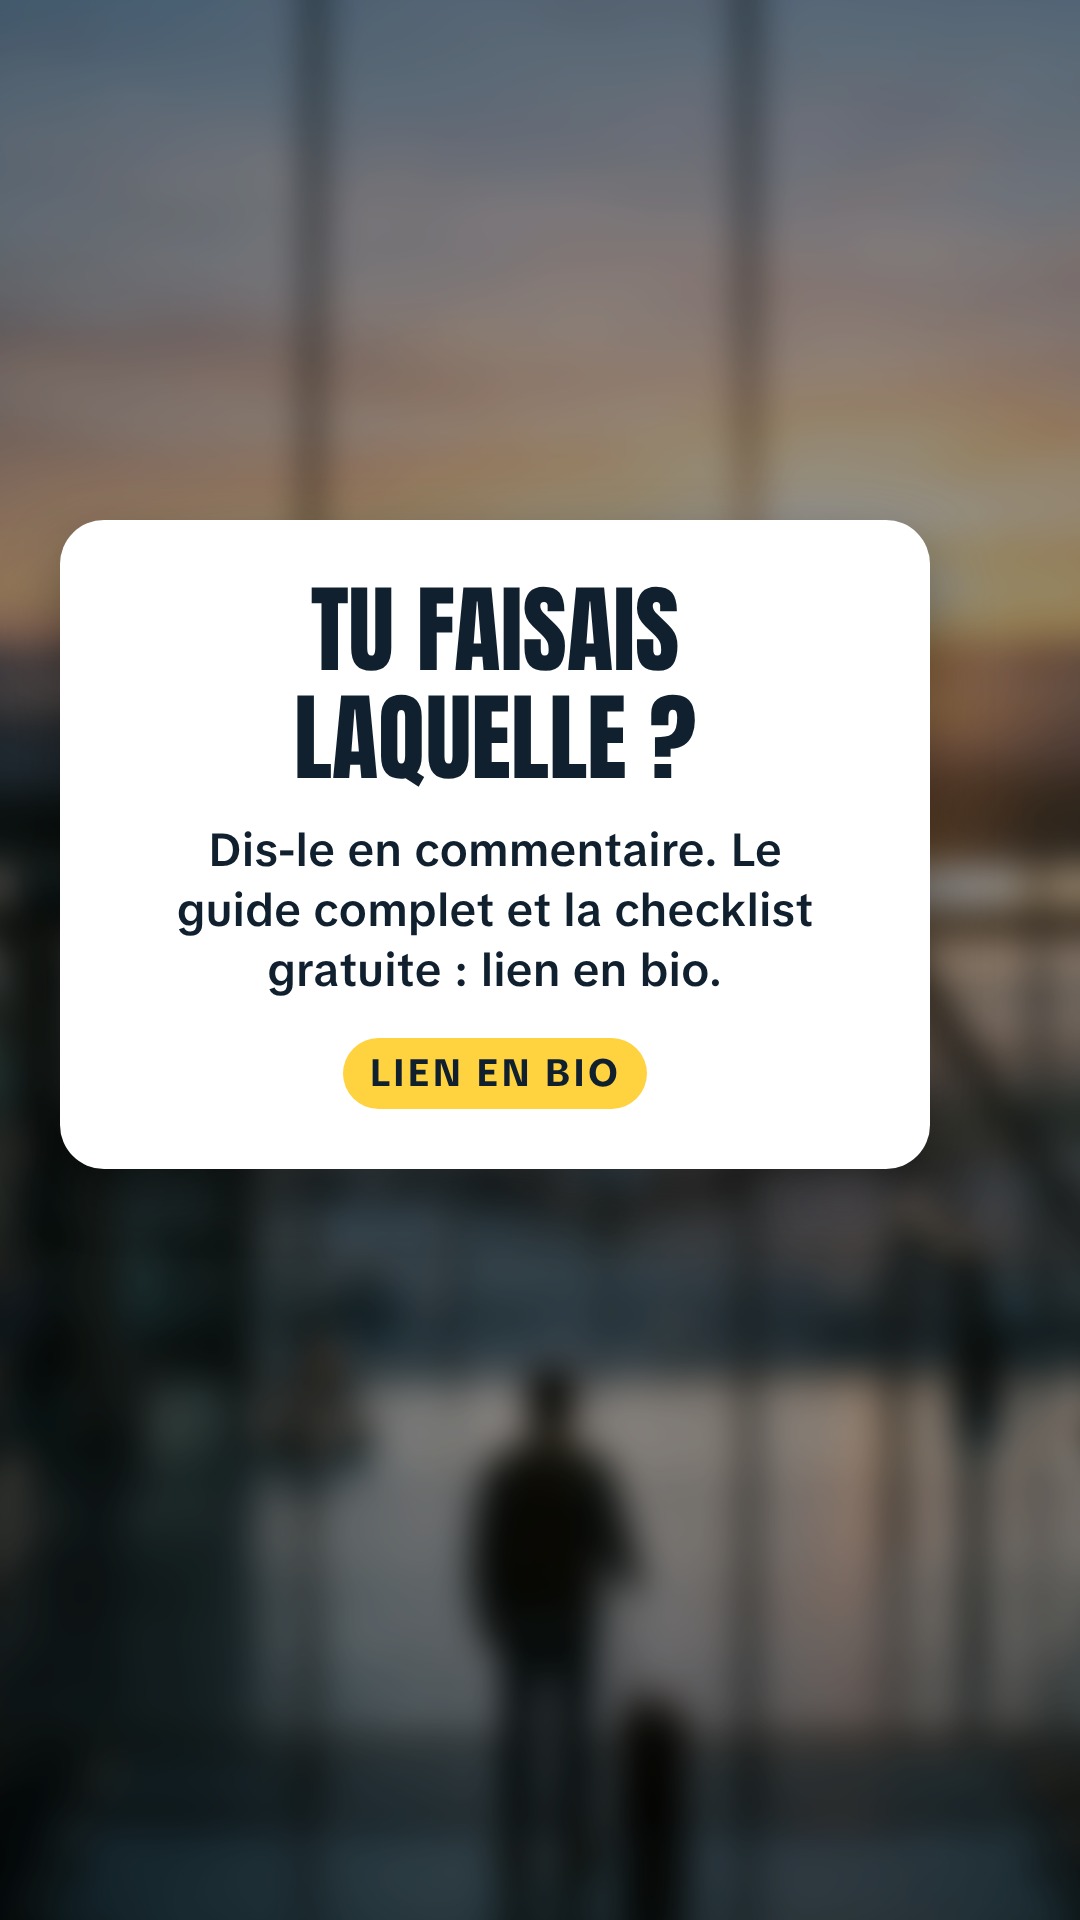 TU FAISAIS
LAQUELLE ?
Dis-le en commentaire. Le
guide complet et la checklist
gratuite : lien en bio.
LIEN EN BIO